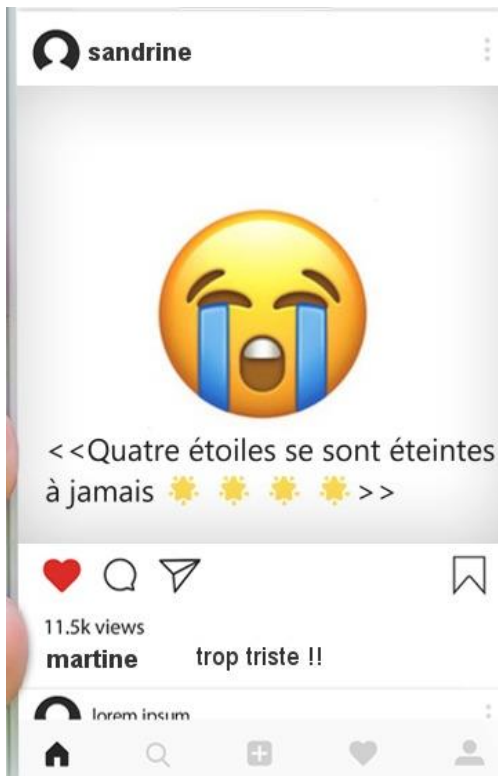 sandrine
<<Quatre étoiles se sont éteintes
à jamais 🌟 🌟 🌟 🌟 >>
11.5k views
martine trop triste !!
lorem ipsum